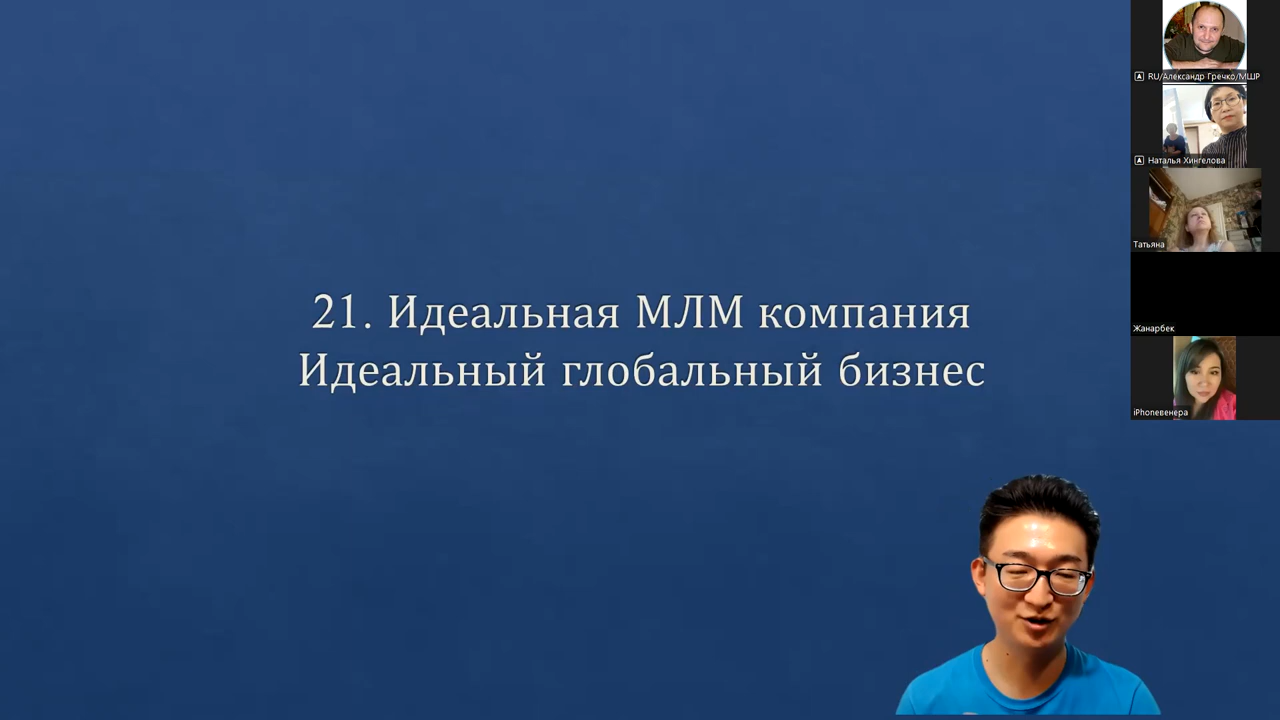 21. Идеальная МЛМ компания
Идеальный глобальный бизнес
RU/Александр Гречко/МШР
Наталья Хингелова
Татьяна
Жанарбек
iPhoneвенера